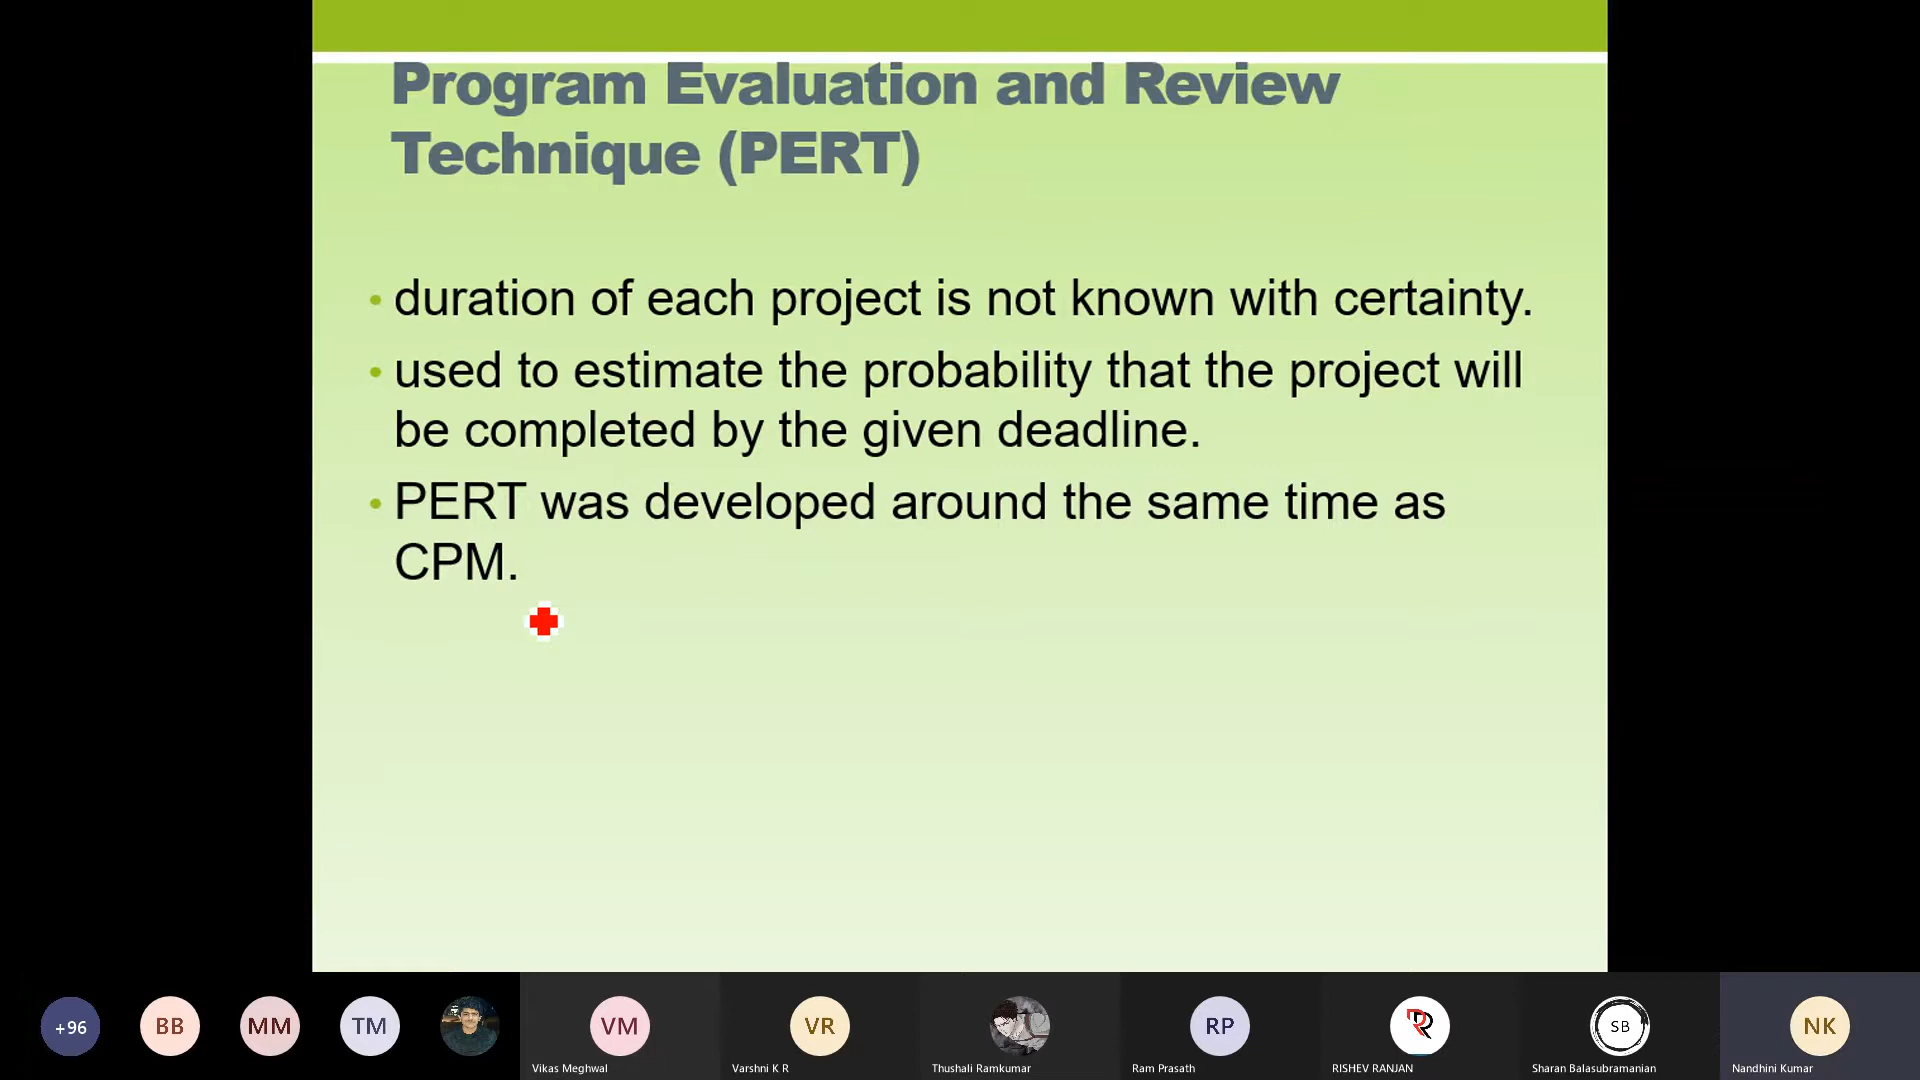 Program Evaluation and Review
Technique (PERT)
• duration of each project is not known with certainty.
• used to estimate the probability that the project will
be completed by the given deadline.
• PERT was developed around the same time as
CPM.
+96
BB
MM
TM
VM
VR
RP
SB
NK
Vikas Meghwal
Varshni K R
Thushali Ramkumar
Ram Prasath
RISHEV RANJAN
Sharan Balasubramanian
Nandhini Kumar